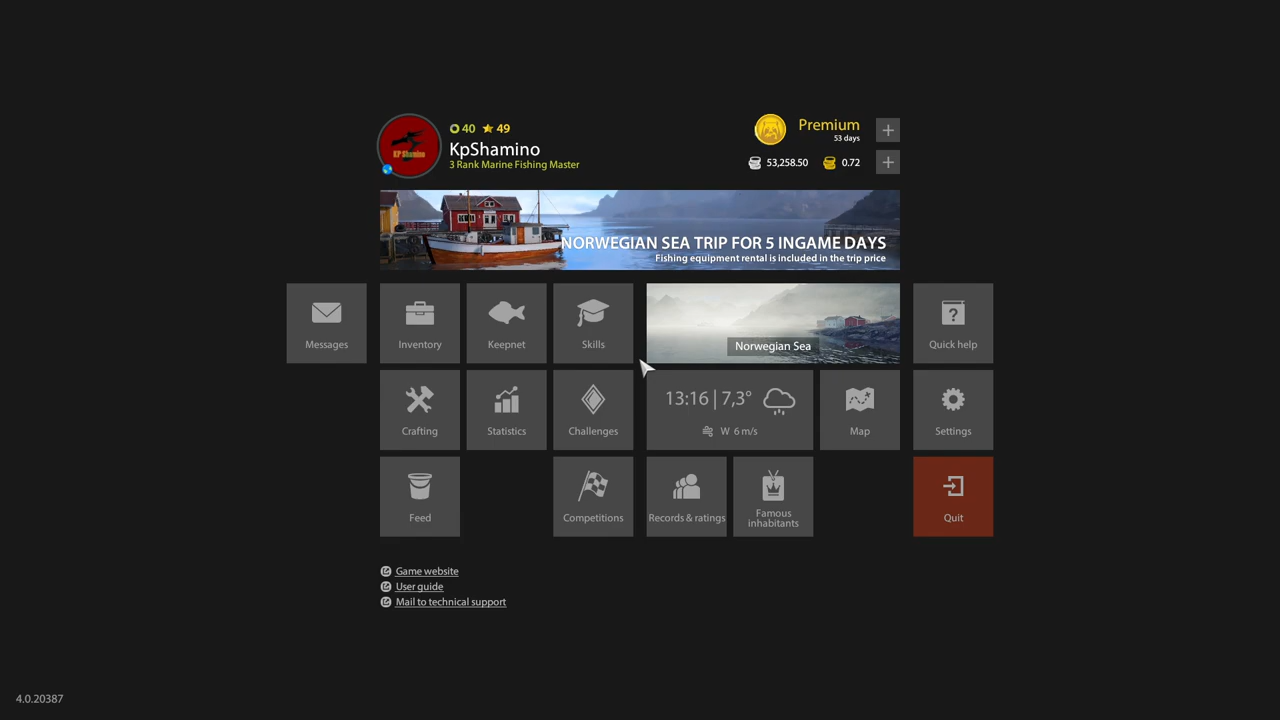 40 49
KP Shamino
KpShamino
3 Rank Marine Fishing Master
Premium
53 days
53,258.50 0.72
NORWEGIAN SEA TRIP FOR 5 INGAME DAYS
Fishing equipment rental is included in the trip price
Messages
Inventory
Keepnet
Skills
Norwegian Sea
Quick help
Crafting
Statistics
Challenges
13:16 | 7,3°
W 6 m/s
Map
Settings
Feed
Competitions
Records & ratings
Famous
inhabitants
Quit
Game website
User guide
Mail to technical support
4.0.20387